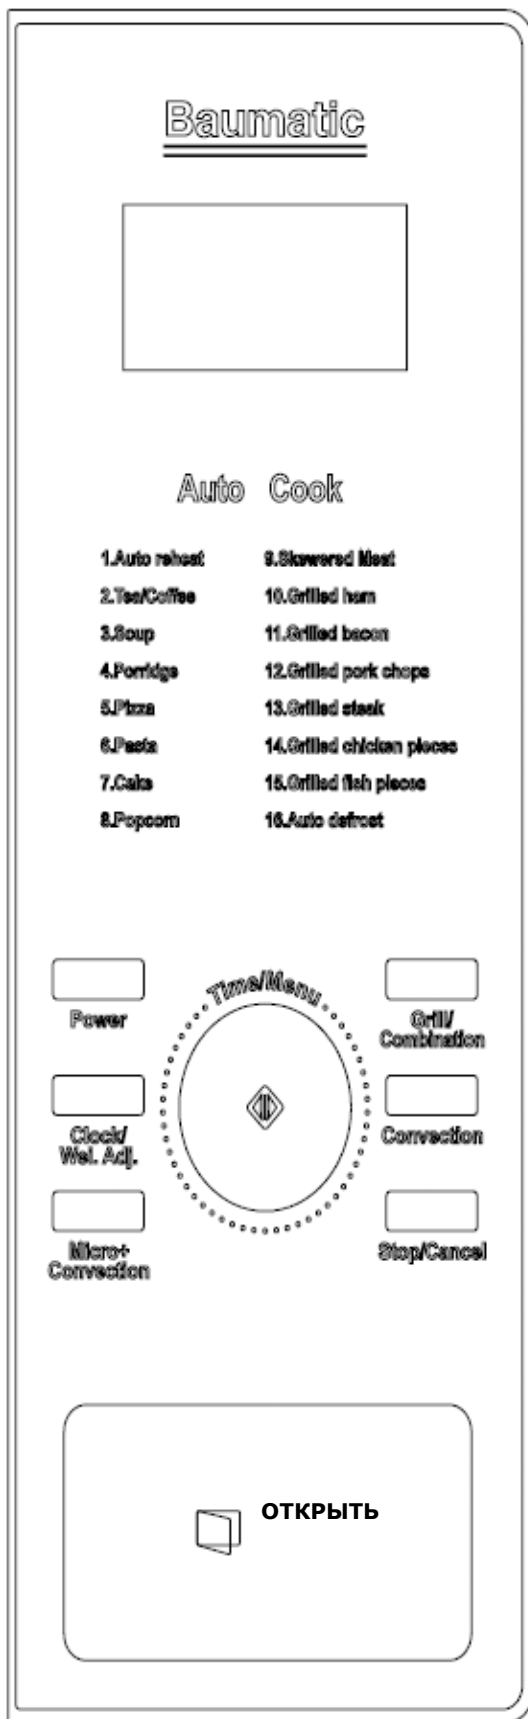 Baumatic
Auto Cook
1.Auto reheat
2.Tea/Coffee
3.Soup
4.Porridge
5.Pizza
6.Pasta
7.Cake
8.Popcorn
9.Skewered Meat
10.Grilled ham
11.Grilled bacon
12.Grilled pork chops
13.Grilled steak
14.Grilled chicken pieces
15.Grilled fish pieces
16.Auto defrost
Time/Menu
Power
Clock/
Wei. Adj.
Micro+
Convection
Grill/
Combination
Convection
Stop/Cancel
ОТКРЫТЬ